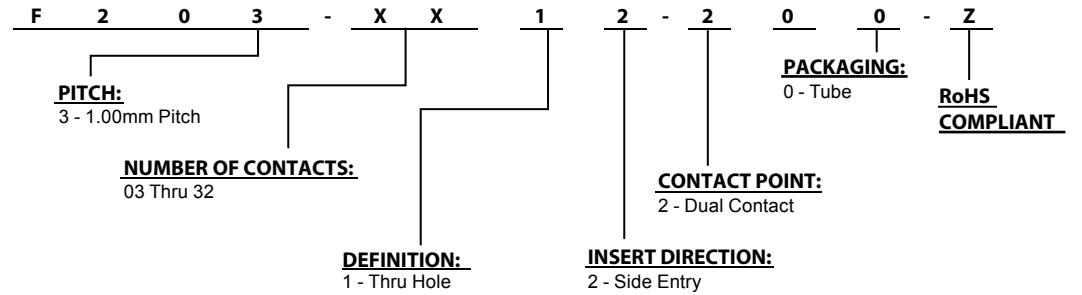 F 2 0 3 - X X 1 2 - 2 0 0 - Z
PITCH:
3 - 1.00mm Pitch
NUMBER OF CONTACTS:
03 Thru 32
DEFINITION:
1 - Thru Hole
INSERT DIRECTION:
2 - Side Entry
CONTACT POINT:
2 - Dual Contact
PACKAGING:
0 - Tube
RoHS
COMPLIANT